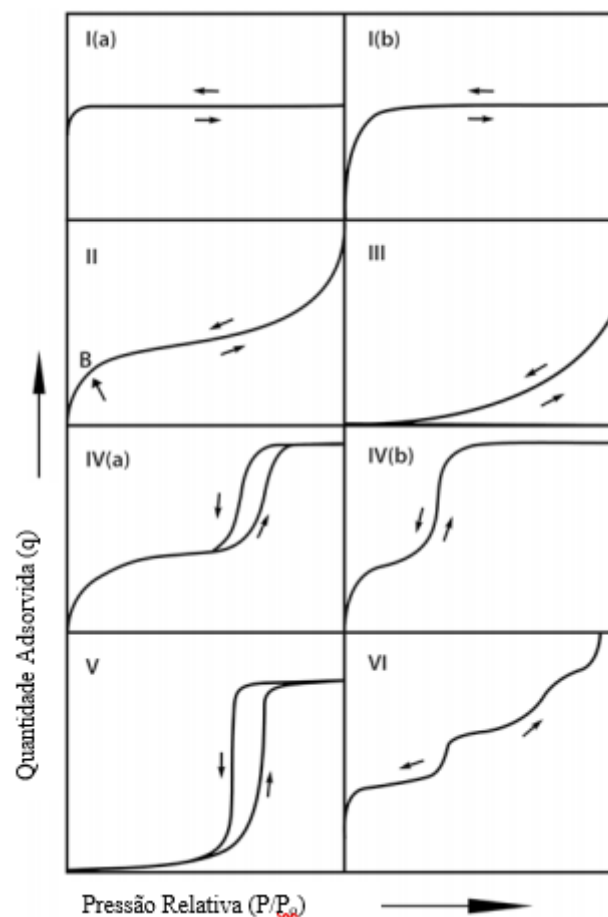 I(a)
I(b)
II
III
B
IV(a)
IV(b)
V
VI
Quantidade Adsorvida (q)
Pressão Relativa (P/P₀)